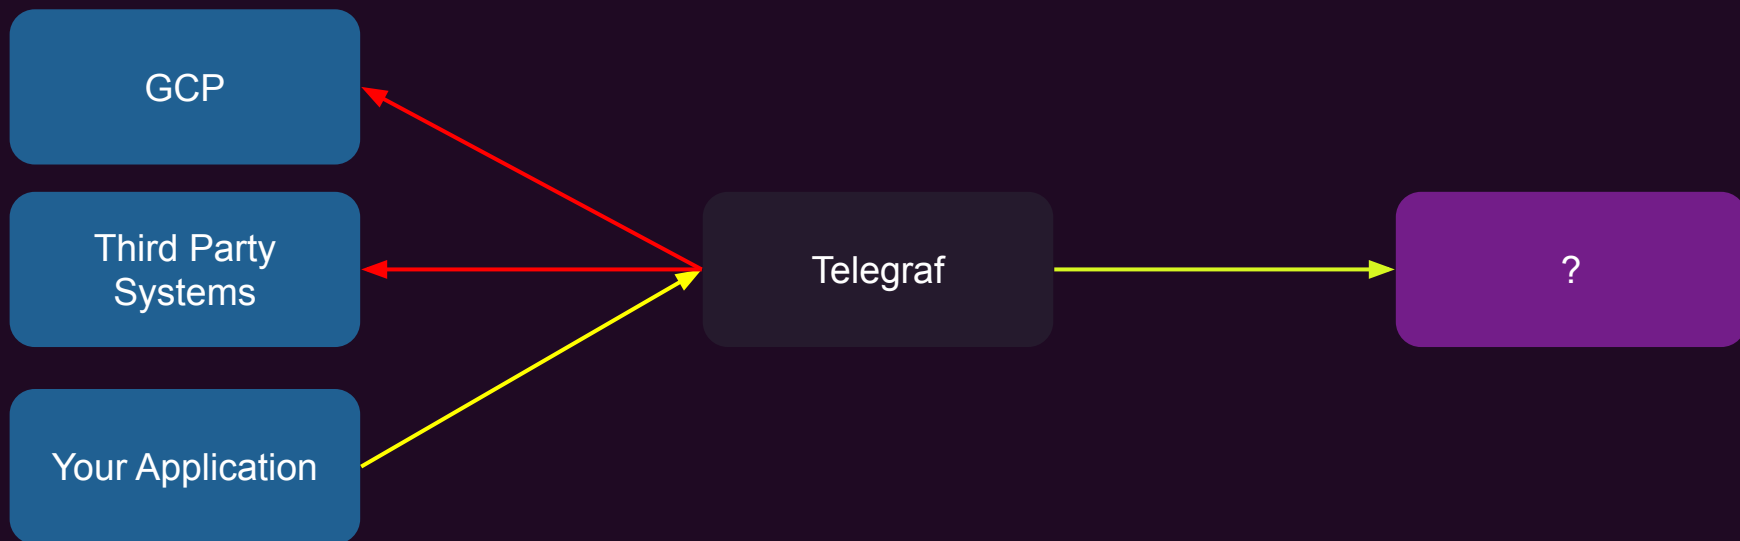 GCP
Third Party
Systems
Telegraf
?
Your Application